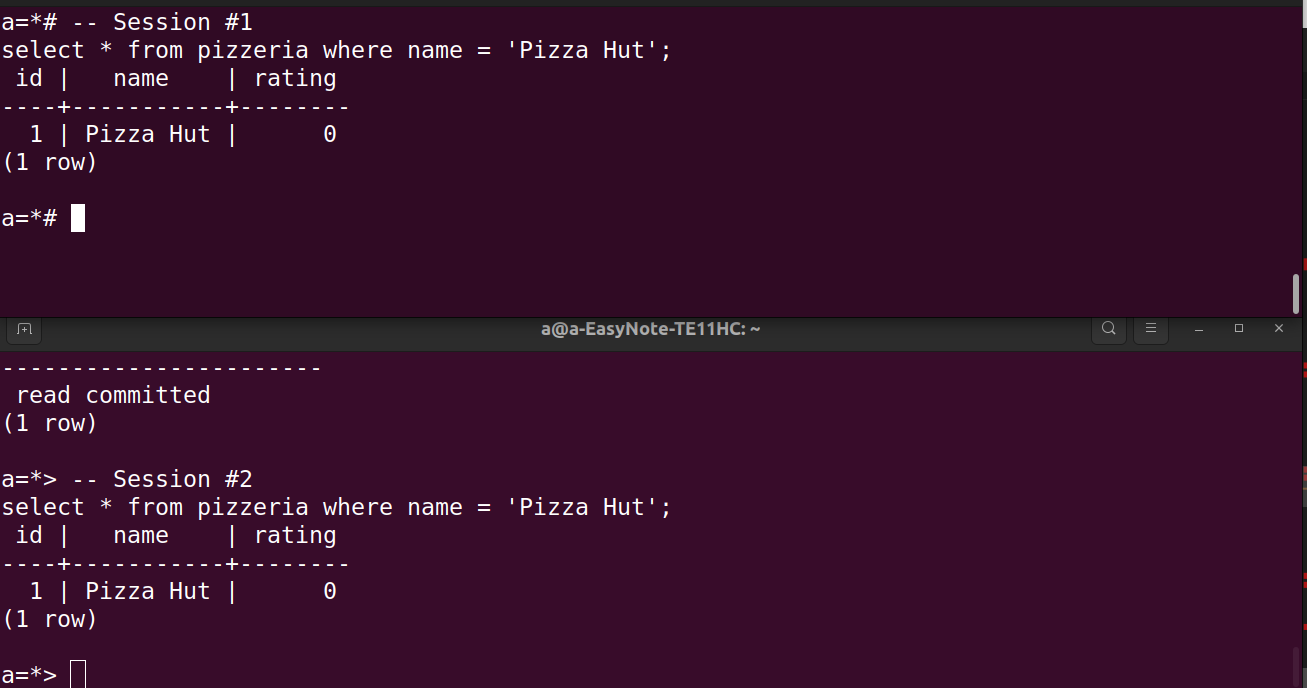 a=*# -- Session #1
select * from pizzeria where name = 'Pizza Hut';
 id |   name    | rating
----+-----------+--------
  1 | Pizza Hut |      0
(1 row)

a=*#
a@a-EasyNote-TE11HC: ~
-----------------------
 read committed
(1 row)

a=*> -- Session #2
select * from pizzeria where name = 'Pizza Hut';
 id |   name    | rating
----+-----------+--------
  1 | Pizza Hut |      0
(1 row)

a=*>